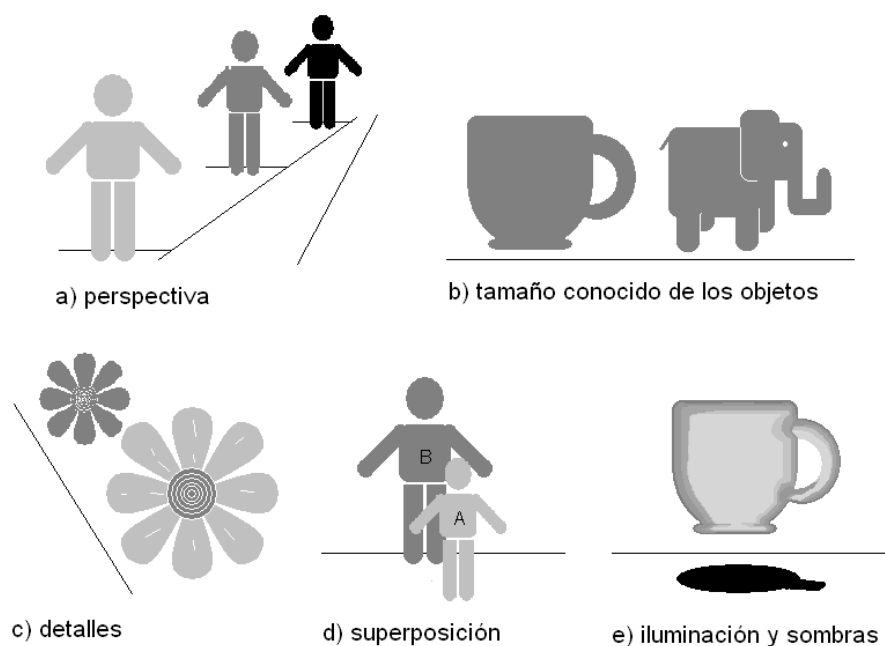 a) perspectiva
b) tamaño conocido de los objetos
B
A
c) detalles
d) superposición
e) iluminación y sombras